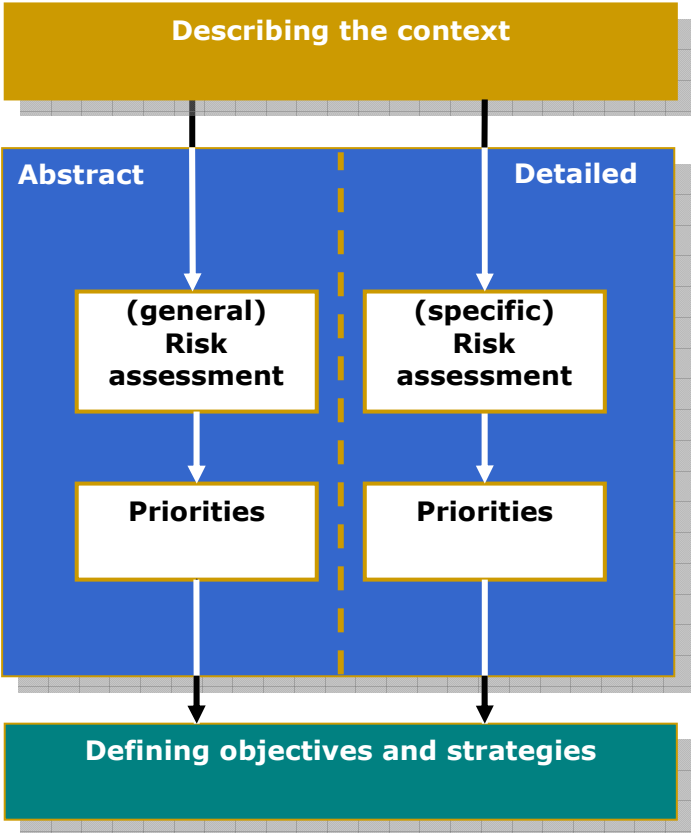 Describing the context
Abstract
Detailed
(general)
Risk
assessment
(specific)
Risk
assessment
Priorities
Priorities
Defining objectives and strategies